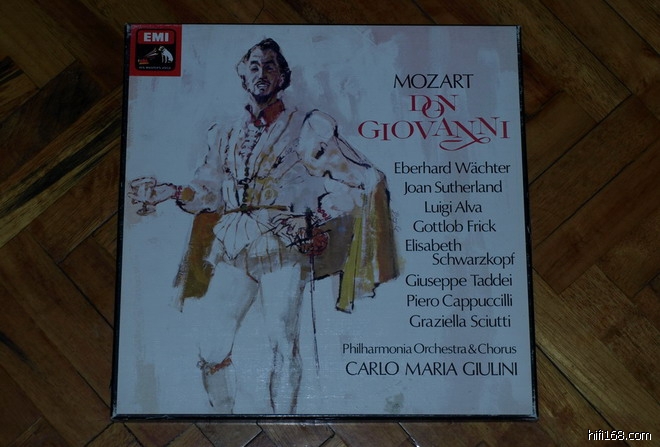 EMI
MOZART
DON
GIOVANNI
Eberhard Wächter
Joan Sutherland
Luigi Alva
Gottlob Frick
Elisabeth
Schwarzkopf
Giuseppe Taddei
Piero Cappuccilli
Graziella Sciutti
Philharmonia Orchestra & Chorus
CARLO MARIA GIULINI
hifi168.com